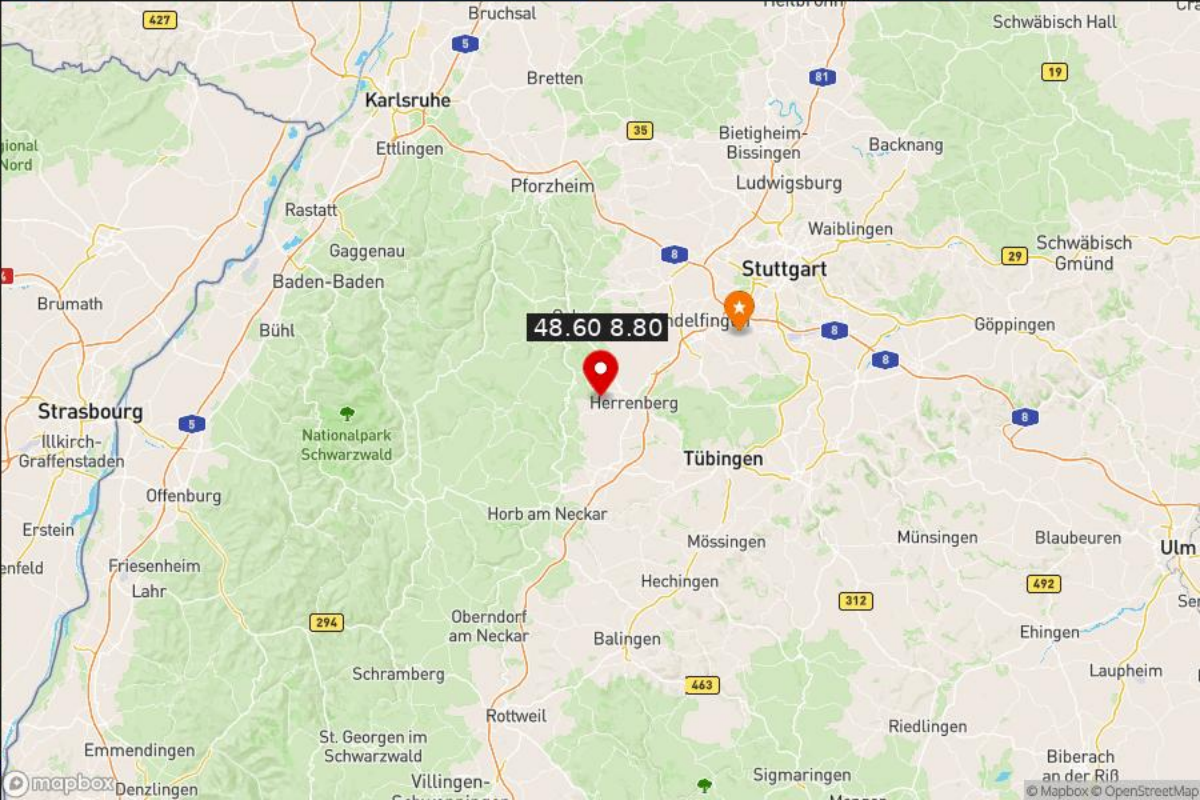 427
Bruchsal
Schwäbisch Hall
5
Bretten
81
19
Karlsruhe
35
Bietigheim-
Bissingen
Ettlingen
Backnang
Nord
Pforzheim
Ludwigsburg
Rastatt
Waiblingen
Gaggenau
8
29
Schwäbisch
Gmünd
Stuttgart
Baden-Baden
4
Brumath
Bühl
48.60 8.80
8
Göppingen
8
Herrenberg
Strasbourg
5
8
Nationalpark
Schwarzwald
Illkirch-
Graffenstaden
Tübingen
Offenburg
Horb am Neckar
Erstein
Mössingen
Münsingen
Blaubeuren
Ulm
Friesenheim
Hechingen
492
Lahr
312
294
Oberndorf
am Neckar
Ehingen
Balingen
Schramberg
Laupheim
463
Rottweil
Riedlingen
St. Georgen im
Schwarzwald
Emmendingen
Biberach
an der Riß
Villingen-
Sigmaringen
mapbox
Denzlingen
© Mapbox © OpenStreetMap